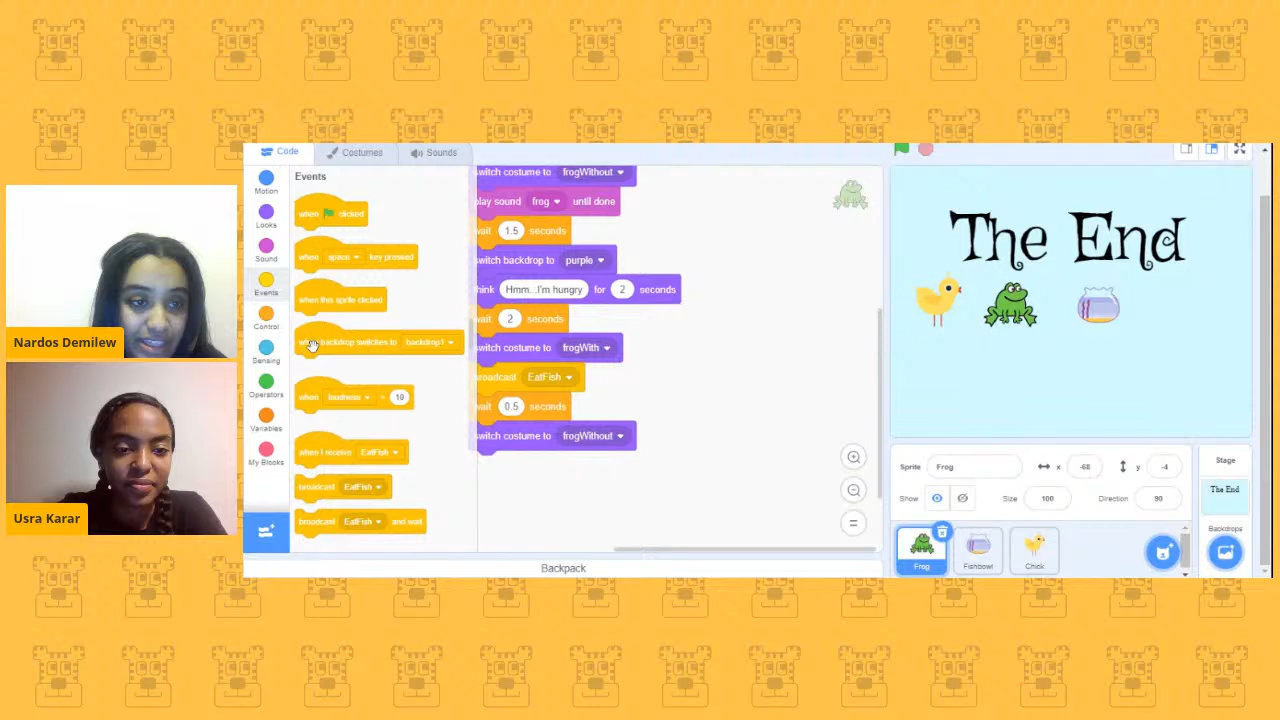 Code
Costumes
Sounds
Motion
Looks
Sound
Events
Control
Sensing
Operators
Variables
My Blocks
Events
when clicked
when space key pressed
when this sprite clicked
when backdrop switches to backdrop1
when loudness > 10
when I receive EatFish
broadcast EatFish
broadcast EatFish and wait
switch costume to frogWithout
play sound frog until done
wait 1.5 seconds
switch backdrop to purple
think Hmm...I'm hungry for 2 seconds
wait 2 seconds
switch costume to frogWith
broadcast EatFish
wait 0.5 seconds
switch costume to frogWithout
Backpack
The End
Sprite Frog x -68 y -4
Show Size 100 Direction 90
Frog
Fishbowl
Chick
Stage
The End
Backdrops
Nardos Demilew
Usra Karar